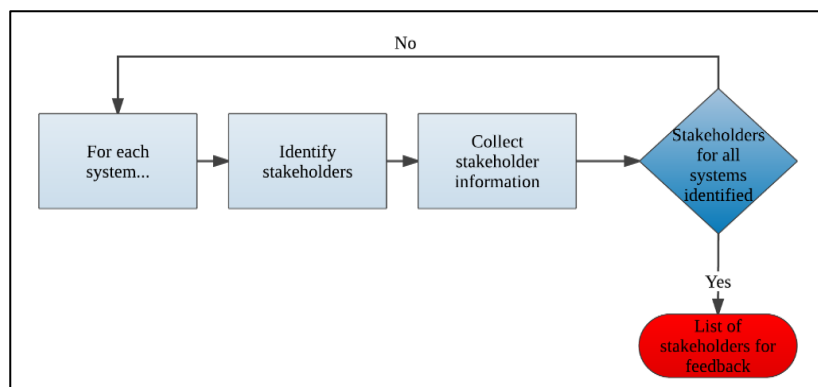 No
For each
system...
Identify
stakeholders
Collect
stakeholder
information
Stakeholders
for all
systems
identified
Yes
List of
stakeholders for
feedback